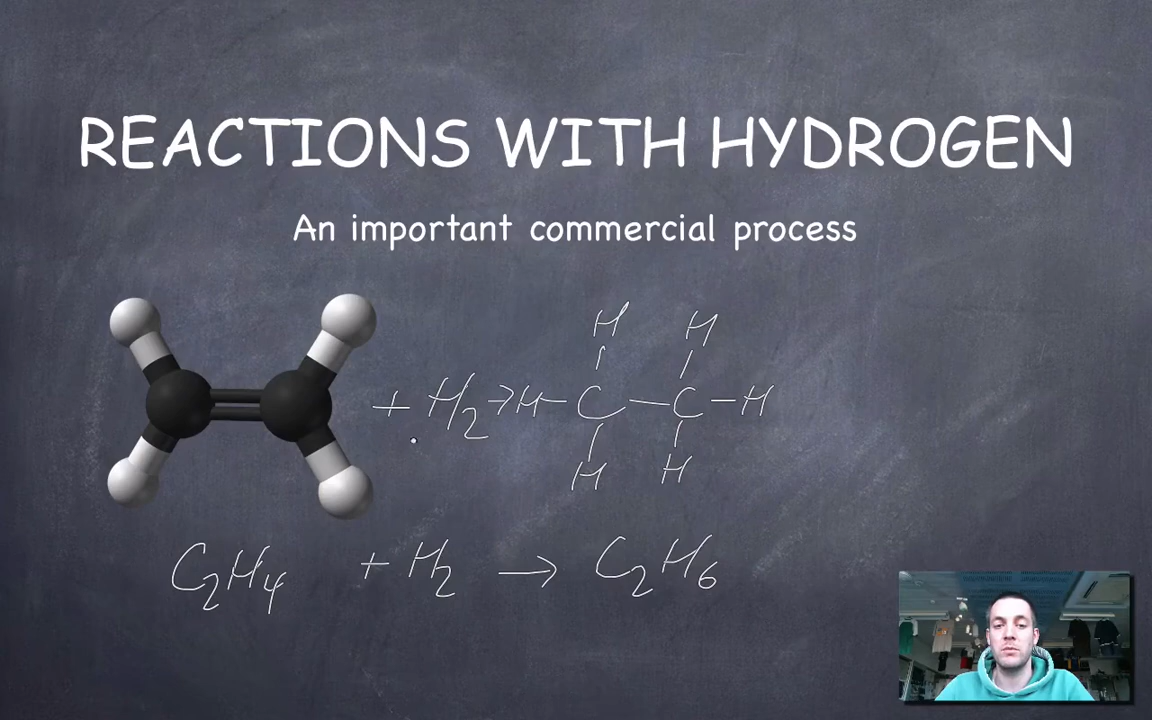 REACTIONS WITH HYDROGEN
An important commercial process
H H
+ H2 → H — C — C — H
H H
C2H4 + H2 → C2H6